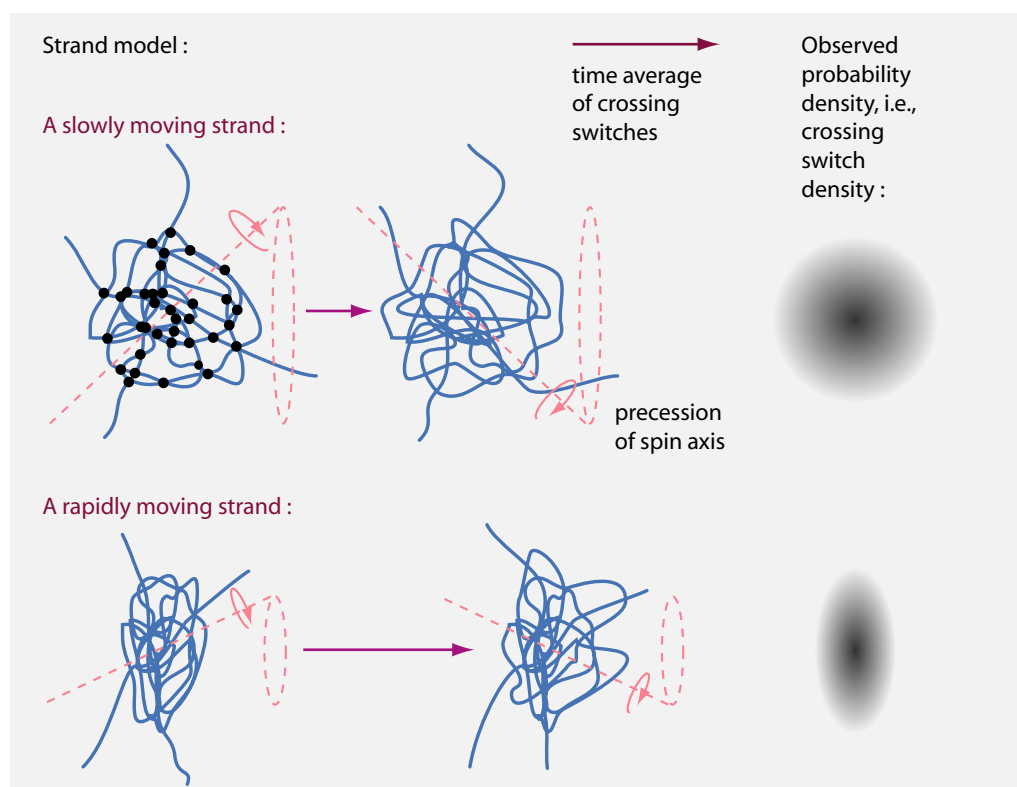 Strand model :
time average
of crossing
switches
Observed
probability
density, i.e.,
crossing
switch
density :
A slowly moving strand :
precession
of spin axis
A rapidly moving strand :